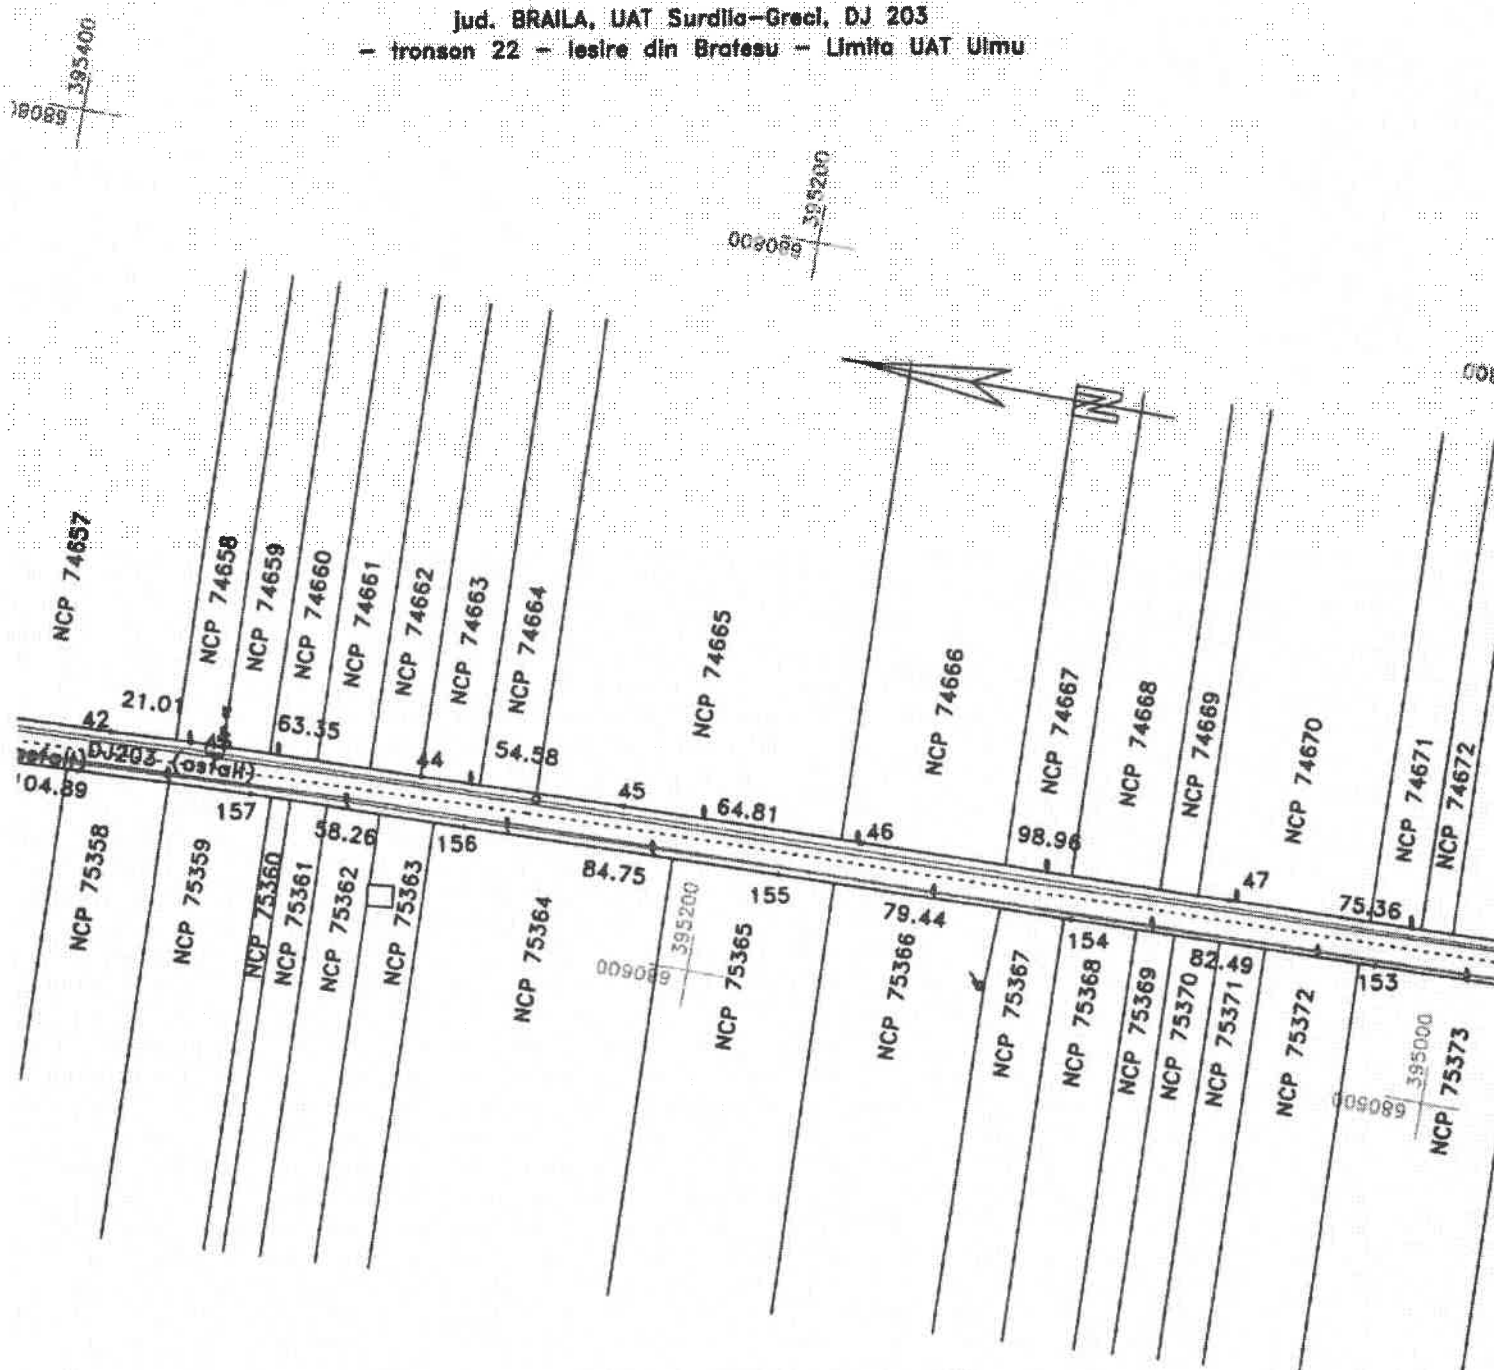 jud. BRAILA, UAT Surdila-Greci, DJ 203
- tronson 22 - Iesire din Bratesu - Limita UAT Ulmu
395400
395200
680800
N
NCP 74657
NCP 74658
NCP 74659
NCP 74660
NCP 74661
NCP 74662
NCP 74663
NCP 74664
NCP 74665
NCP 74666
NCP 74667
NCP 74668
NCP 74669
NCP 74670
NCP 74671
NCP 74672
21.01
42
63.35
44
54.58
45
64.81
46
98.96
47
75.36
DJ203 (asfalt)
104.89
157
58.26
156
84.75
155
79.44
154
82.49
153
NCP 75358
NCP 75359
NCP 75360
NCP 75361
NCP 75362
NCP 75363
NCP 75364
NCP 75365
NCP 75366
NCP 75367
NCP 75368
NCP 75369
NCP 75370
NCP 75371
NCP 75372
NCP 75373
395200
680600
395000
680600